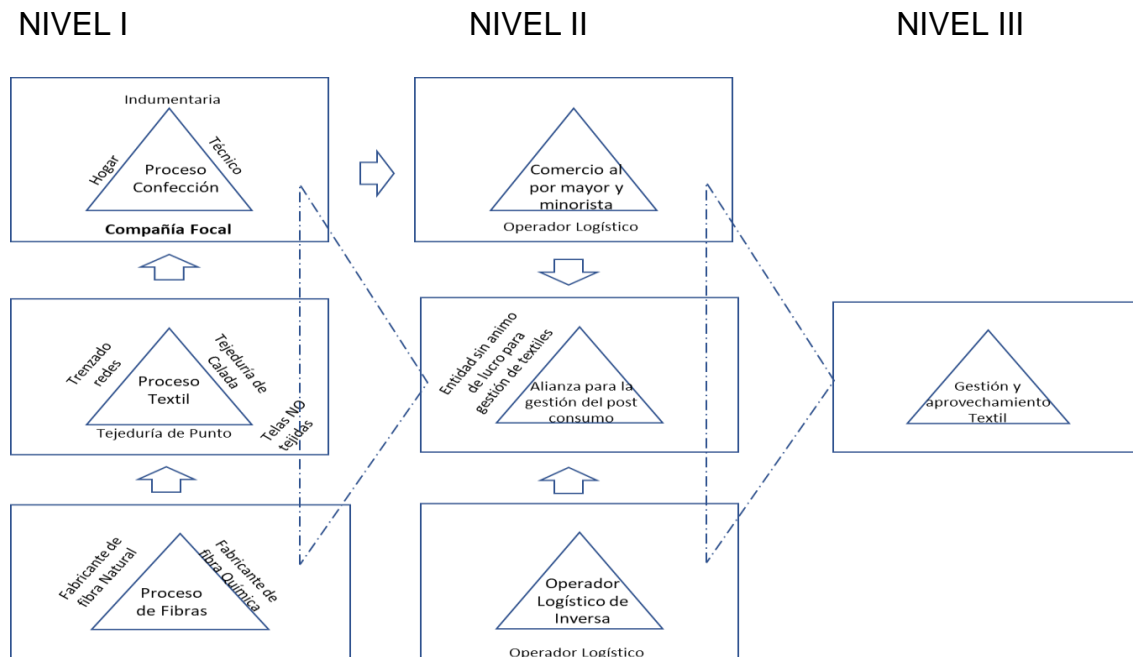 NIVEL I
NIVEL II
NIVEL III
Indumentaria
Hogar
Técnico
Proceso
Confección
Compañía Focal
Comercio al
por mayor y
minorista
Operador Logístico
Trenzado
redes
Tejeduría de
Calada
Proceso
Textil
Tejeduría de Punto
Telas NO
tejidas
Entidad sin animo
de lucro para
gestión de textiles
Alianza para la
gestión del post
consumo
Gestión y
aprovechamiento
Textil
Fabricante de
fibra Natural
Fabricante de
fibra Química
Proceso
de Fibras
Operador
Logístico de
Inversa
Operador Logístico